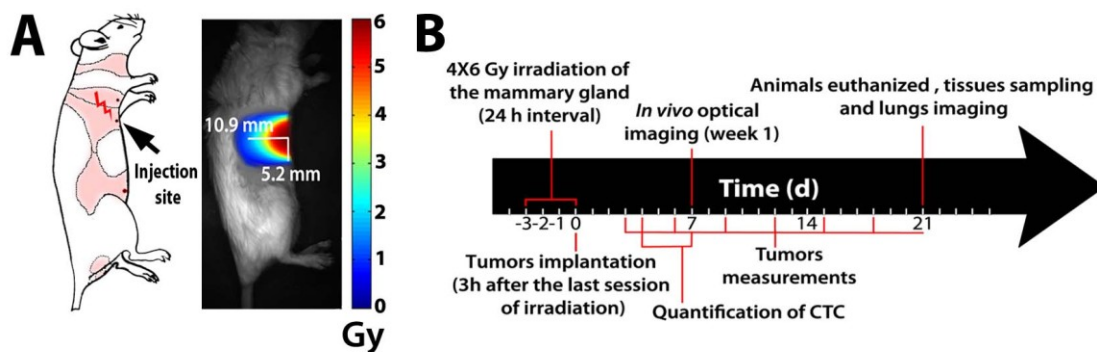 A
Injection
site
10.9 mm
5.2 mm
6
5
4
3
2
1
0
Gy
B
4X6 Gy irradiation of
the mammary gland
(24 h interval)
In vivo optical
imaging (week 1)
Animals euthanized , tissues sampling
and lungs imaging
Time (d)
-3-2-1 0 7 14 21
Tumors implantation
(3h after the last session
of irradiation)
Tumors
measurements
Quantification of CTC